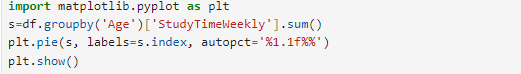 import matplotlib.pyplot as plt
s=df.groupby('Age')['StudyTimeWeekly'].sum()
plt.pie(s, labels=s.index, autopct='%1.1f%%')
plt.show()